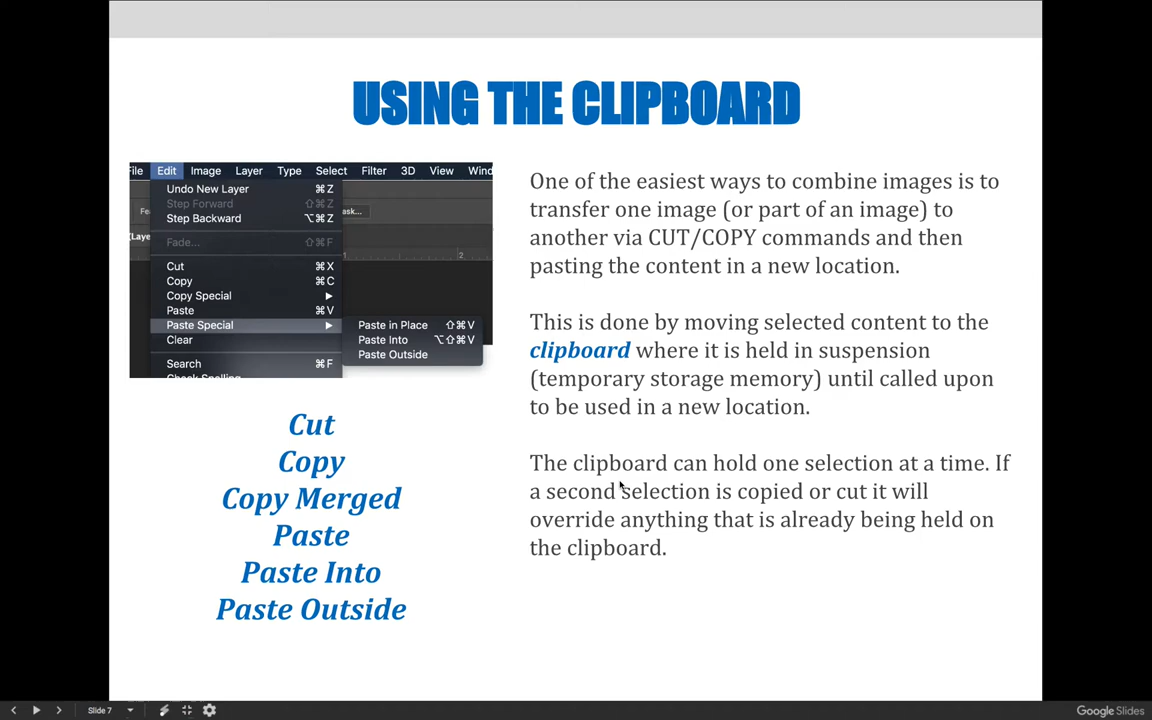 USING THE CLIPBOARD
File Edit Image Layer Type Select Filter 3D View Wind
Undo New Layer ⌘Z
Step Forward ⇧⌘Z
Step Backward ⌥⌘Z
ask...
Fade... ⇧⌘F
(Laye
1 2
Cut ⌘X
Copy ⌘C
Copy Special ▶
Paste ⌘V
Paste Special ▶
Paste in Place ⇧⌘V
Clear
Paste Into ⌥⇧⌘V
Paste Outside
Search ⌘F
Check Spelling
Cut
Copy
Copy Merged
Paste
Paste Into
Paste Outside
One of the easiest ways to combine images is to
transfer one image (or part of an image) to
another via CUT/COPY commands and then
pasting the content in a new location.
This is done by moving selected content to the
clipboard where it is held in suspension
(temporary storage memory) until called upon
to be used in a new location.
The clipboard can hold one selection at a time. If
a second selection is copied or cut it will
override anything that is already being held on
the clipboard.
Slide 7
Google Slides